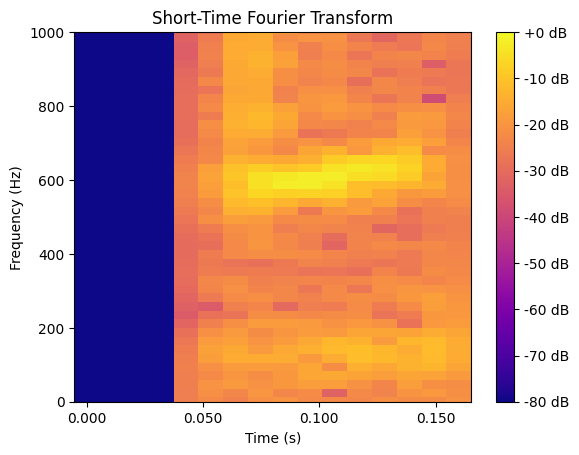 Short-Time Fourier Transform
1000
800
600
400
200
0
Frequency (Hz)
0.000
0.050
0.100
0.150
Time (s)
+0 dB
-10 dB
-20 dB
-30 dB
-40 dB
-50 dB
-60 dB
-70 dB
-80 dB